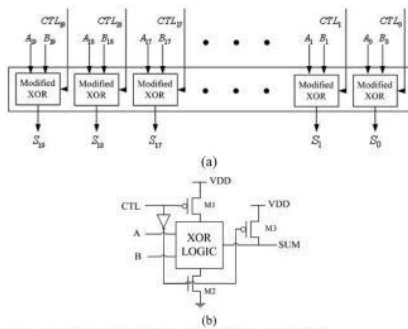 CTL₁₉ CTL₁₈ CTL₁₇ CTL₁ CTL₀
A₁₉ B₁₉ A₁₈ B₁₈ A₁₇ B₁₇ A₁ B₁ A₀ B₀
Modified XOR Modified XOR Modified XOR Modified XOR Modified XOR
S₁₉ S₁₈ S₁₇ S₁ S₀
(a)
VDD
CTL M1 VDD
A XOR LOGIC M3
B SUM
M2
(b)